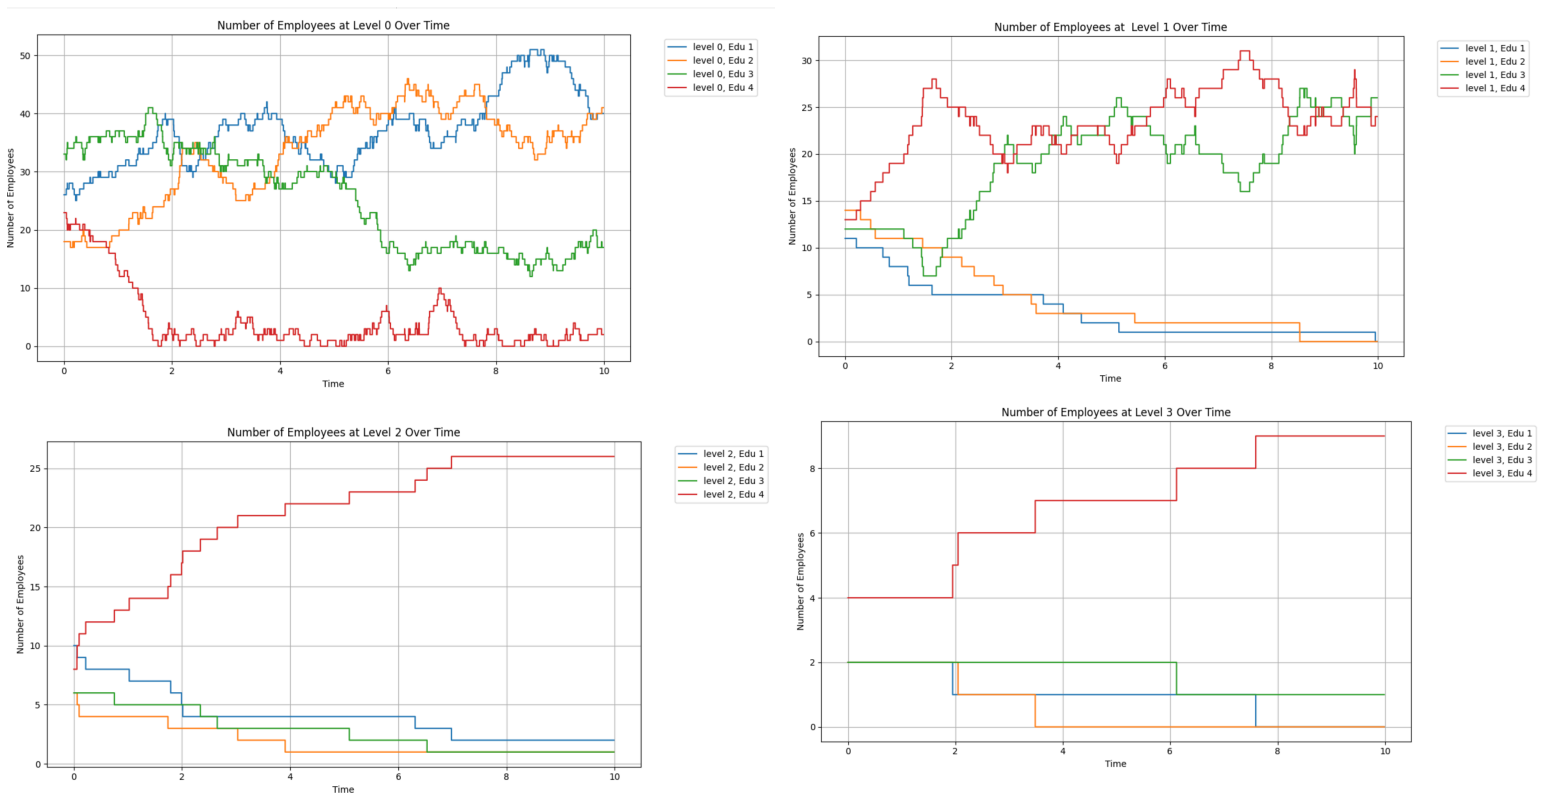 Number of Employees at Level 0 Over Time
Number of Employees
50
40
30
20
10
0
0 2 4 6 8 10
Time
level 0, Edu 1
level 0, Edu 2
level 0, Edu 3
level 0, Edu 4
Number of Employees at  Level 1 Over Time
Number of Employees
30
25
20
15
10
5
0
0 2 4 6 8 10
Time
level 1, Edu 1
level 1, Edu 2
level 1, Edu 3
level 1, Edu 4
Number of Employees at Level 2 Over Time
Number of Employees
25
20
15
10
5
0
0 2 4 6 8 10
Time
level 2, Edu 1
level 2, Edu 2
level 2, Edu 3
level 2, Edu 4
Number of Employees at Level 3 Over Time
Number of Employees
8
6
4
2
0
0 2 4 6 8 10
Time
level 3, Edu 1
level 3, Edu 2
level 3, Edu 3
level 3, Edu 4